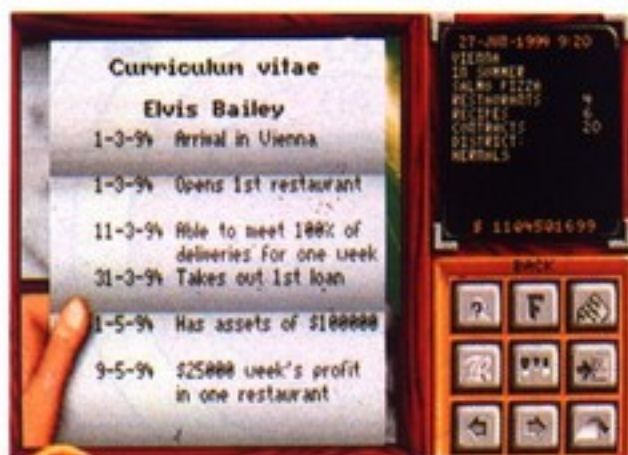 Curriculum vitae
Elvis Bailey
1-3-94 Arrival in Vienna
1-3-94 Opens 1st restaurant
11-3-94 Able to meet 100% of
deliveries for one week
31-3-94 Takes out 1st loan
1-5-94 Has assets of $100000
9-5-94 $25000 week's profit
in one restaurant
27-JUN-1994 9:20
VIENNA
IN SUMMER
PIZZA
RESTAURANTS 9
RECIPES 6
CONTRACTS 20
DISTRICT:
$ 1104501699
BACK
?
F